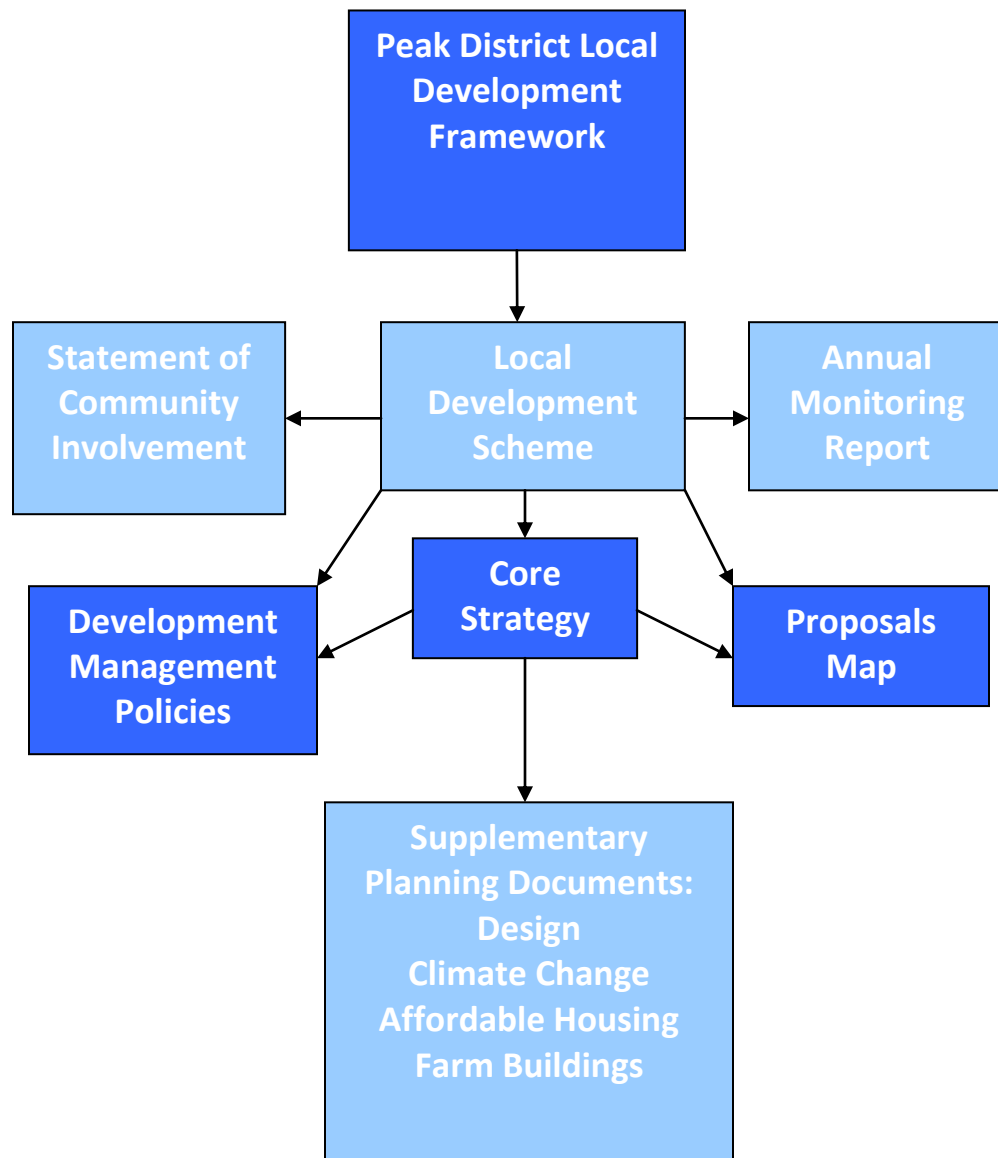 Peak District Local
Development
Framework
Statement of
Community
Involvement
Local
Development
Scheme
Annual
Monitoring
Report
Development
Management
Policies
Core
Strategy
Proposals
Map
Supplementary
Planning Documents:
Design
Climate Change
Affordable Housing
Farm Buildings